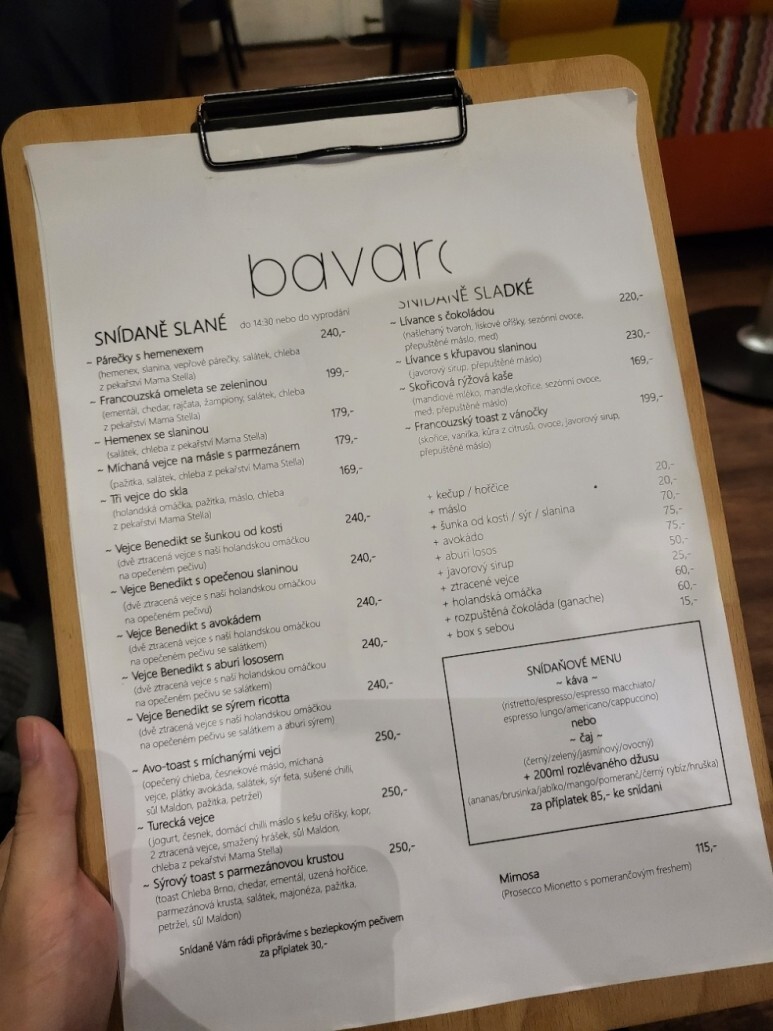 bavarc
SNÍDANĚ SLANÉ do 14:30 nebo do vyprodání
~ Párečky s hemenexem 240,-
(hemenex, slanina, vepřové párečky, salátek, chleba
z pekařství Mama Stella)
~ Francouzská omeleta se zeleninou 199,-
(ementál, chedar, rajčata, žampiony, salátek, chleba
z pekařství Mama Stella)
~ Hemenex se slaninou 179,-
(salátek, chleba z pekařství Mama Stella)
~ Míchaná vejce na másle s parmezánem 179,-
(pažitka, salátek, chleba z pekařství Mama Stella)
~ Tři vejce do skla 169,-
(holandská omáčka, pažitka, máslo, chleba
z pekařství Mama Stella)
~ Vejce Benedikt se šunkou od kosti 240,-
(dvě ztracená vejce s naší holandskou omáčkou
na opečeném pečivu)
~ Vejce Benedikt s opečenou slaninou 240,-
(dvě ztracená vejce s naší holandskou omáčkou
na opečeném pečivu)
~ Vejce Benedikt s avokádem 240,-
(dvě ztracená vejce s naší holandskou omáčkou
na opečeném pečivu se salátkem)
~ Vejce Benedikt s aburi lososem 240,-
(dvě ztracená vejce s naší holandskou omáčkou
na opečeném pečivu se salátkem)
~ Vejce Benedikt se sýrem ricotta 240,-
(dvě ztracená vejce s naší holandskou omáčkou
na opečeném pečivu se salátkem a aburi sýrem)
~ Avo-toast s míchanými vejci 250,-
(opečený chleba, česnekové máslo, míchaná
vejce, plátky avokáda, salátek, sýr feta, sušené chilli,
sůl Maldon, pažitka, petržel)
~ Turecká vejce 250,-
(jogurt, česnek, domácí chilli máslo s kešu oříšky, kopr,
2 ztracená vejce, smažený hrášek, sůl Maldon,
chleba z pekařství Mama Stella)
~ Sýrový toast s parmezánovou krustou 250,-
(toast Chleba Brno, chedar, ementál, uzená hořčice,
parmezánová krusta, salátek, majonéza, pažitka,
petržel, sůl Maldon)
Snídaně Vám rádi připrávíme s bezlepkovým pečivem
za příplatek 30,-
SNÍDANĚ SLADKÉ
~ Lívance s čokoládou 220,-
(našlehaný tvaroh, lískové oříšky, sezónní ovoce,
přepuštěné máslo, med)
~ Lívance s křupavou slaninou 230,-
(javorový sirup, přepuštěné máslo)
~ Skořicová rýžová kaše 169,-
(mandlové mléko, mandle, skořice, sezónní ovoce,
med, přepuštěné máslo)
~ Francouzský toast z vánočky 199,-
(skořice, vanilka, kůra z citrusů, ovoce, javorový sirup,
přepuštěné máslo)
+ kečup / hořčice 20,-
+ máslo 20,-
+ šunka od kosti / sýr / slanina 70,-
+ avokádo 75,-
+ aburi losos 75,-
+ javorový sirup 50,-
+ ztracené vejce 25,-
+ holandská omáčka 60,-
+ rozpuštěná čokoláda (ganache) 60,-
+ box s sebou 15,-
SNÍDAŇOVÉ MENU
~ káva ~
(ristretto/espresso/espresso macchiato/
espresso lungo/americano/cappuccino)
nebo
~ čaj ~
(černý/zelený/jasmínový/ovocný)
+ 200ml rozlévaného džusu
(ananas/brusinka/jablko/mango/pomeranč/černý rybíz/hruška)
za příplatek 85,- ke snídani
Mimosa 115,-
(Prosecco Mionetto s pomerančovým freshem)